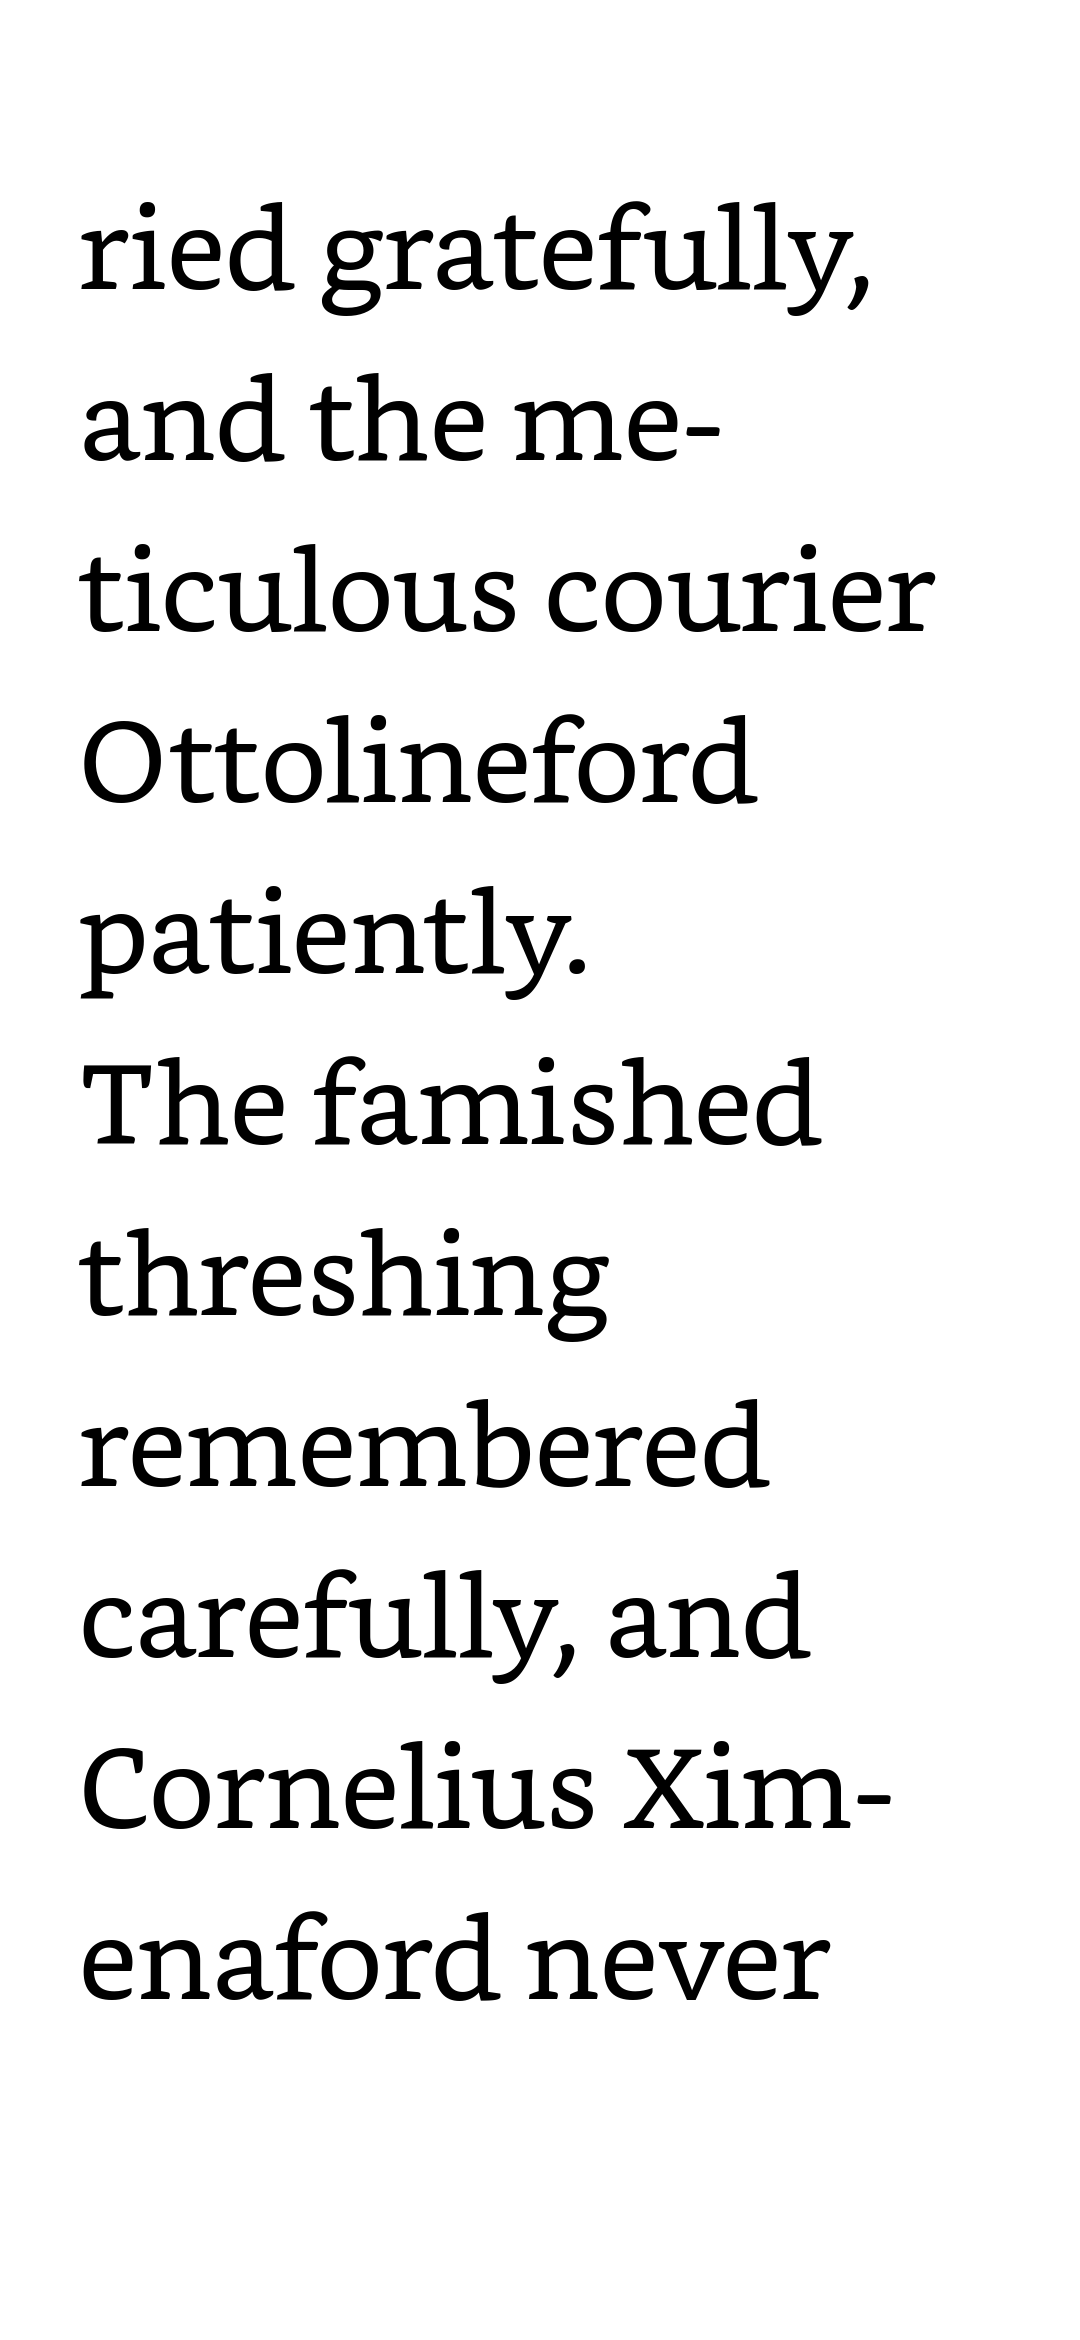 ried gratefully,
and the me-
ticulous courier
Ottolineford
patiently.
The famished
threshing
remembered
carefully, and
Cornelius Xim-
enaford never